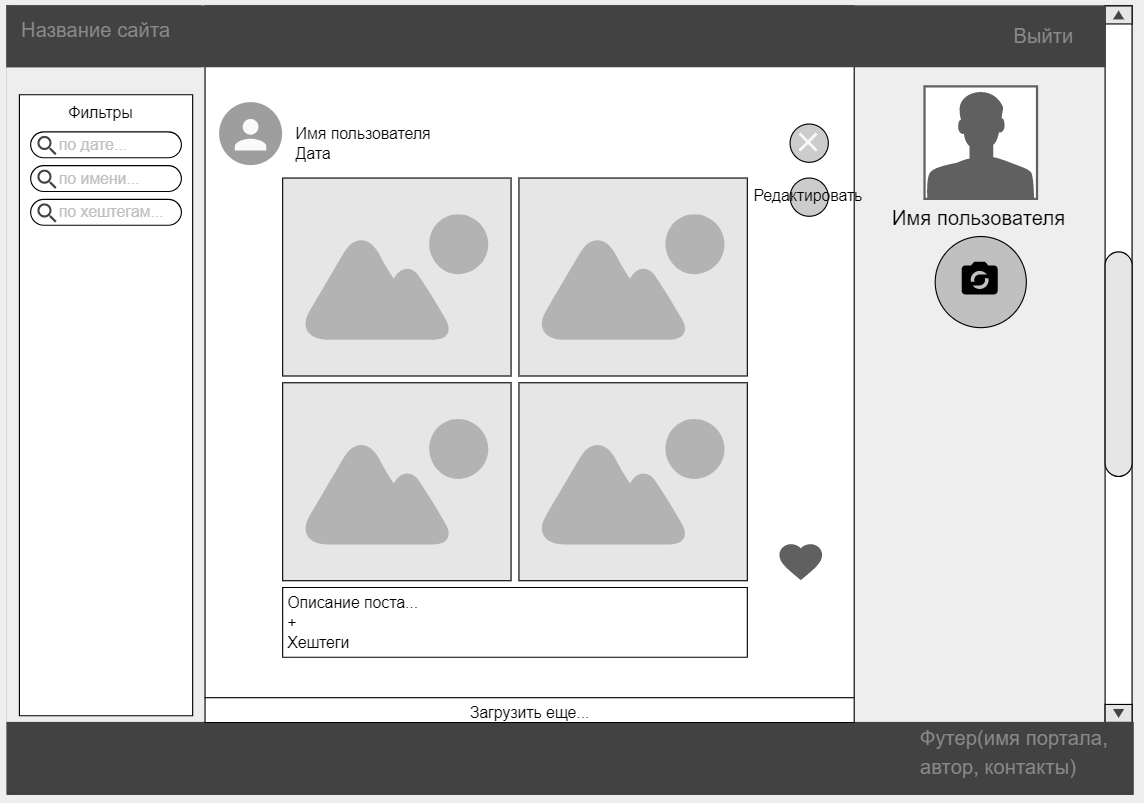 Название сайта
Выйти
Фильтры
по дате...
по имени...
по хештегам...
Имя пользователя
Дата
Редактировать
Имя пользователя
Описание поста...
+
Хештеги
Загрузить еще...
Футер(имя портала,
автор, контакты)